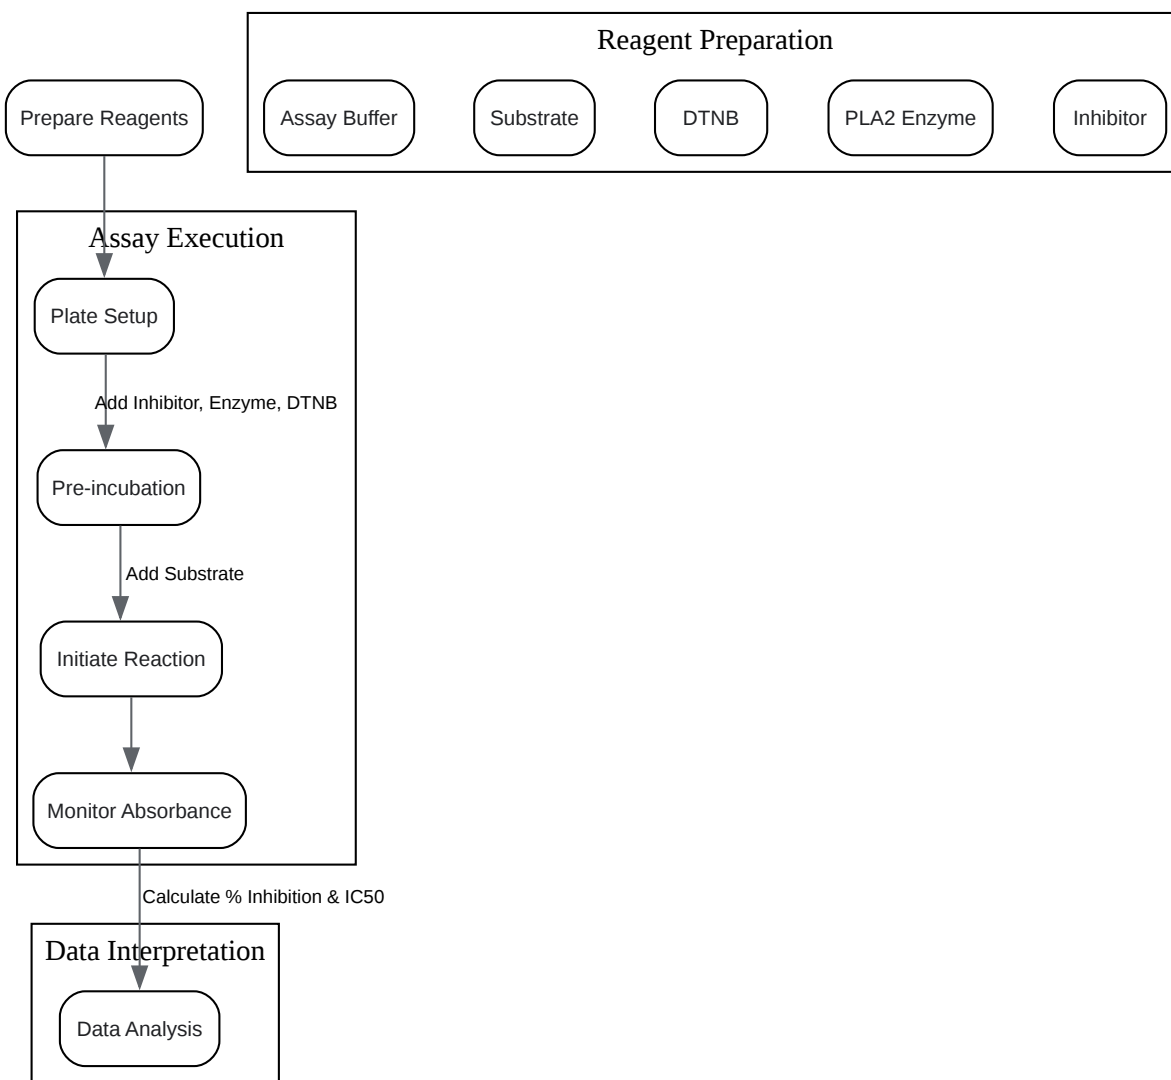 Reagent Preparation
Prepare Reagents
Assay Buffer
Substrate
DTNB
PLA2 Enzyme
Inhibitor
Assay Execution
Plate Setup
Add Inhibitor, Enzyme, DTNB
Pre-incubation
Add Substrate
Initiate Reaction
Monitor Absorbance
Calculate % Inhibition & IC50
Data Interpretation
Data Analysis